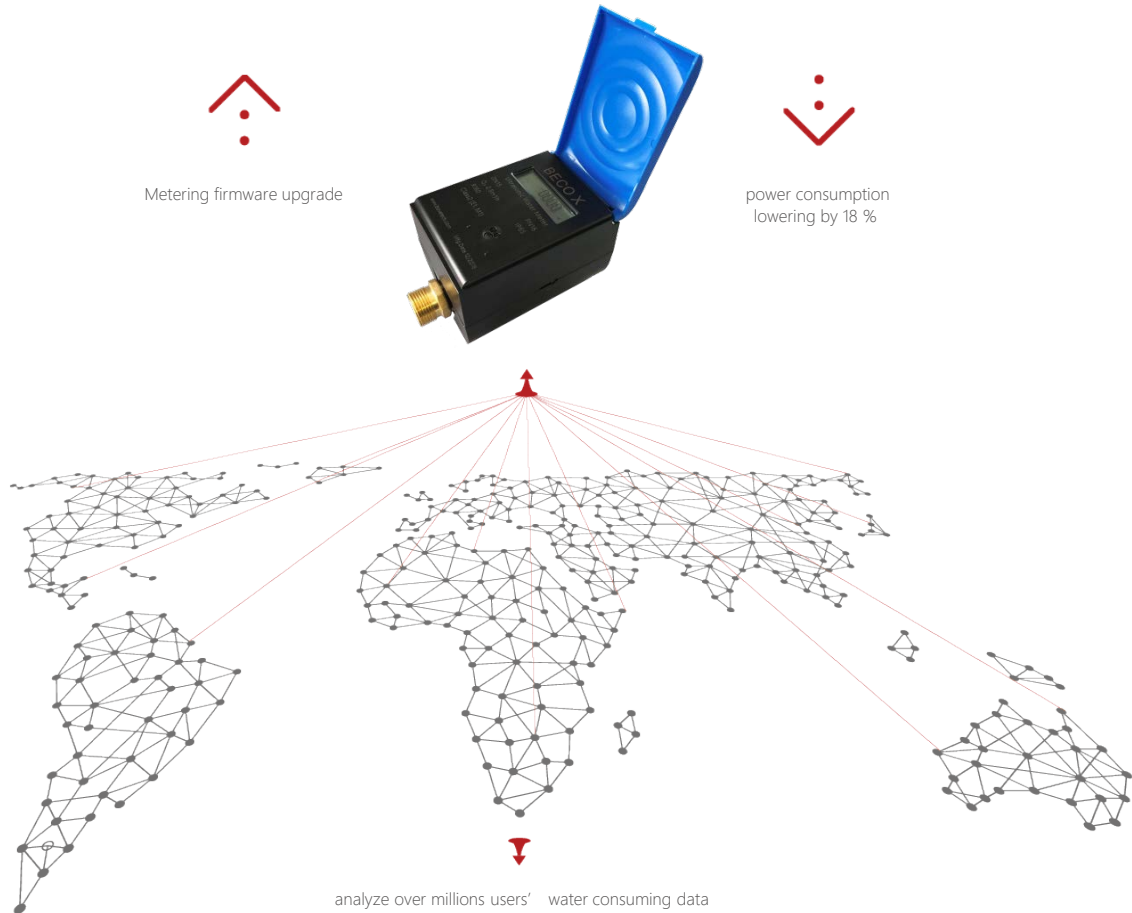 Metering firmware upgrade
power consumption
lowering by 18 %
BECO X
analyze over millions users' water consuming data